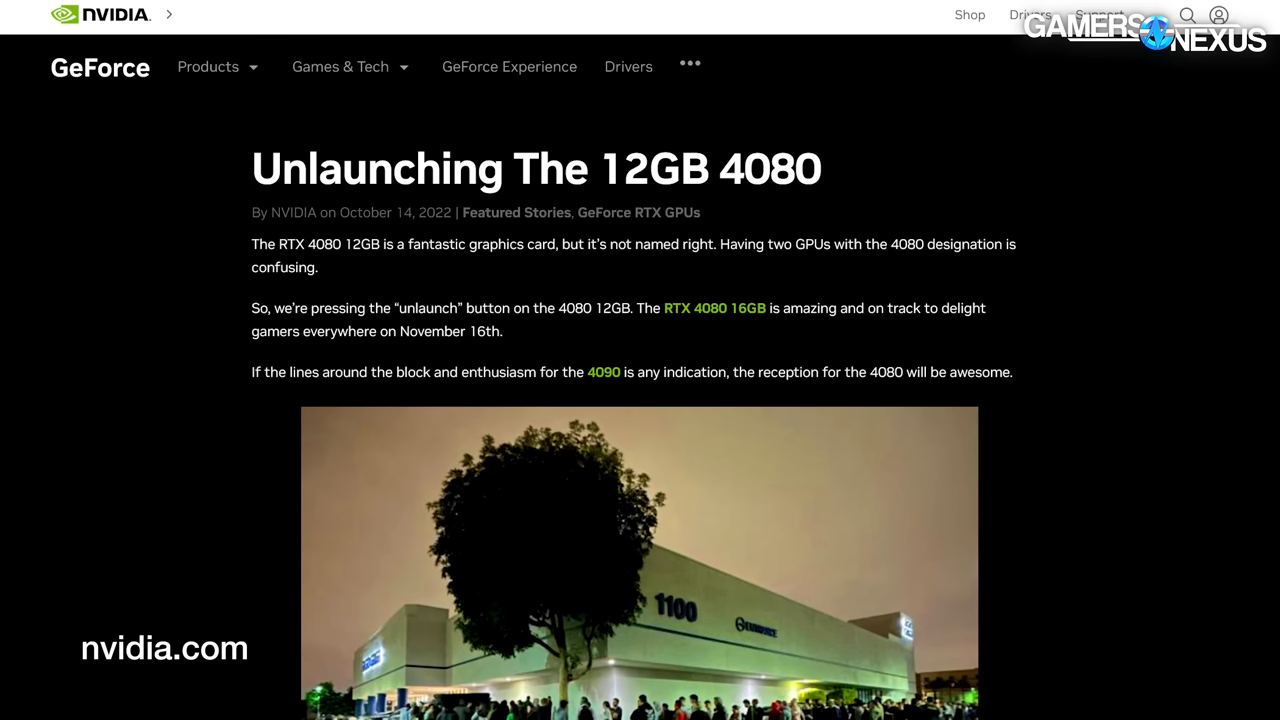 NVIDIA.
Shop
Drivers
Support
GAMERS NEXUS
GeForce
Products
Games & Tech
GeForce Experience
Drivers
Unlaunching The 12GB 4080
By NVIDIA on October 14, 2022 | Featured Stories, GeForce RTX GPUs
The RTX 4080 12GB is a fantastic graphics card, but it’s not named right. Having two GPUs with the 4080 designation is
confusing.
So, we’re pressing the “unlaunch” button on the 4080 12GB. The RTX 4080 16GB is amazing and on track to delight
gamers everywhere on November 16th.
If the lines around the block and enthusiasm for the 4090 is any indication, the reception for the 4080 will be awesome.
1100
nvidia.com